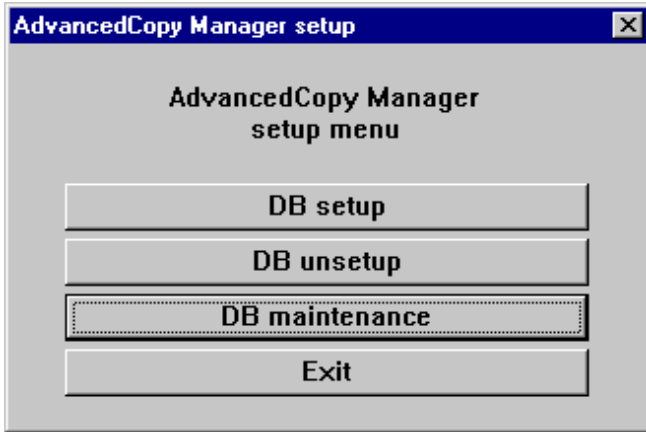 AdvancedCopy Manager setup
AdvancedCopy Manager
setup menu
DB setup
DB unsetup
DB maintenance
Exit